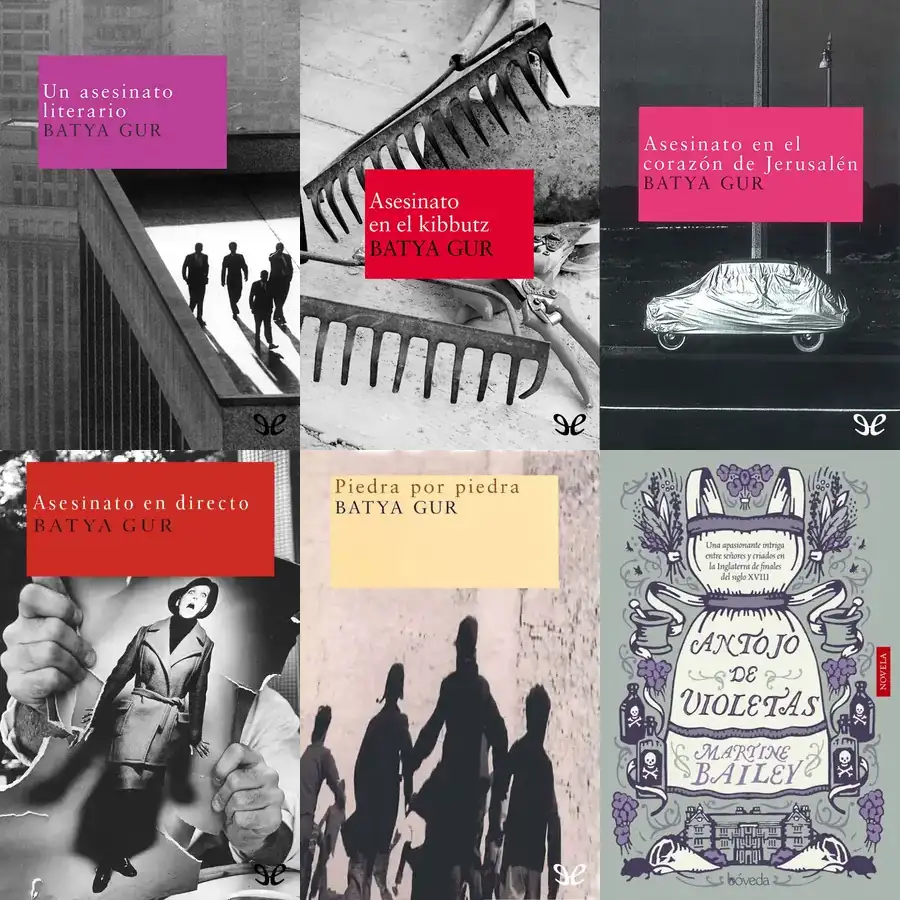 Un asesinato
literario
BATYA GUR
Asesinato
en el kibbutz
BATYA GUR
Asesinato en el
corazón de Jerusalén
BATYA GUR
Asesinato en directo
BATYA GUR
Piedra por piedra
BATYA GUR
Una apasionante intriga
entre señores y criados en
la Inglaterra de finales
del siglo XVIII
ANTOJO
DE
VIOLETAS
MARTINE
BAILEY
NOVELA
bóveda